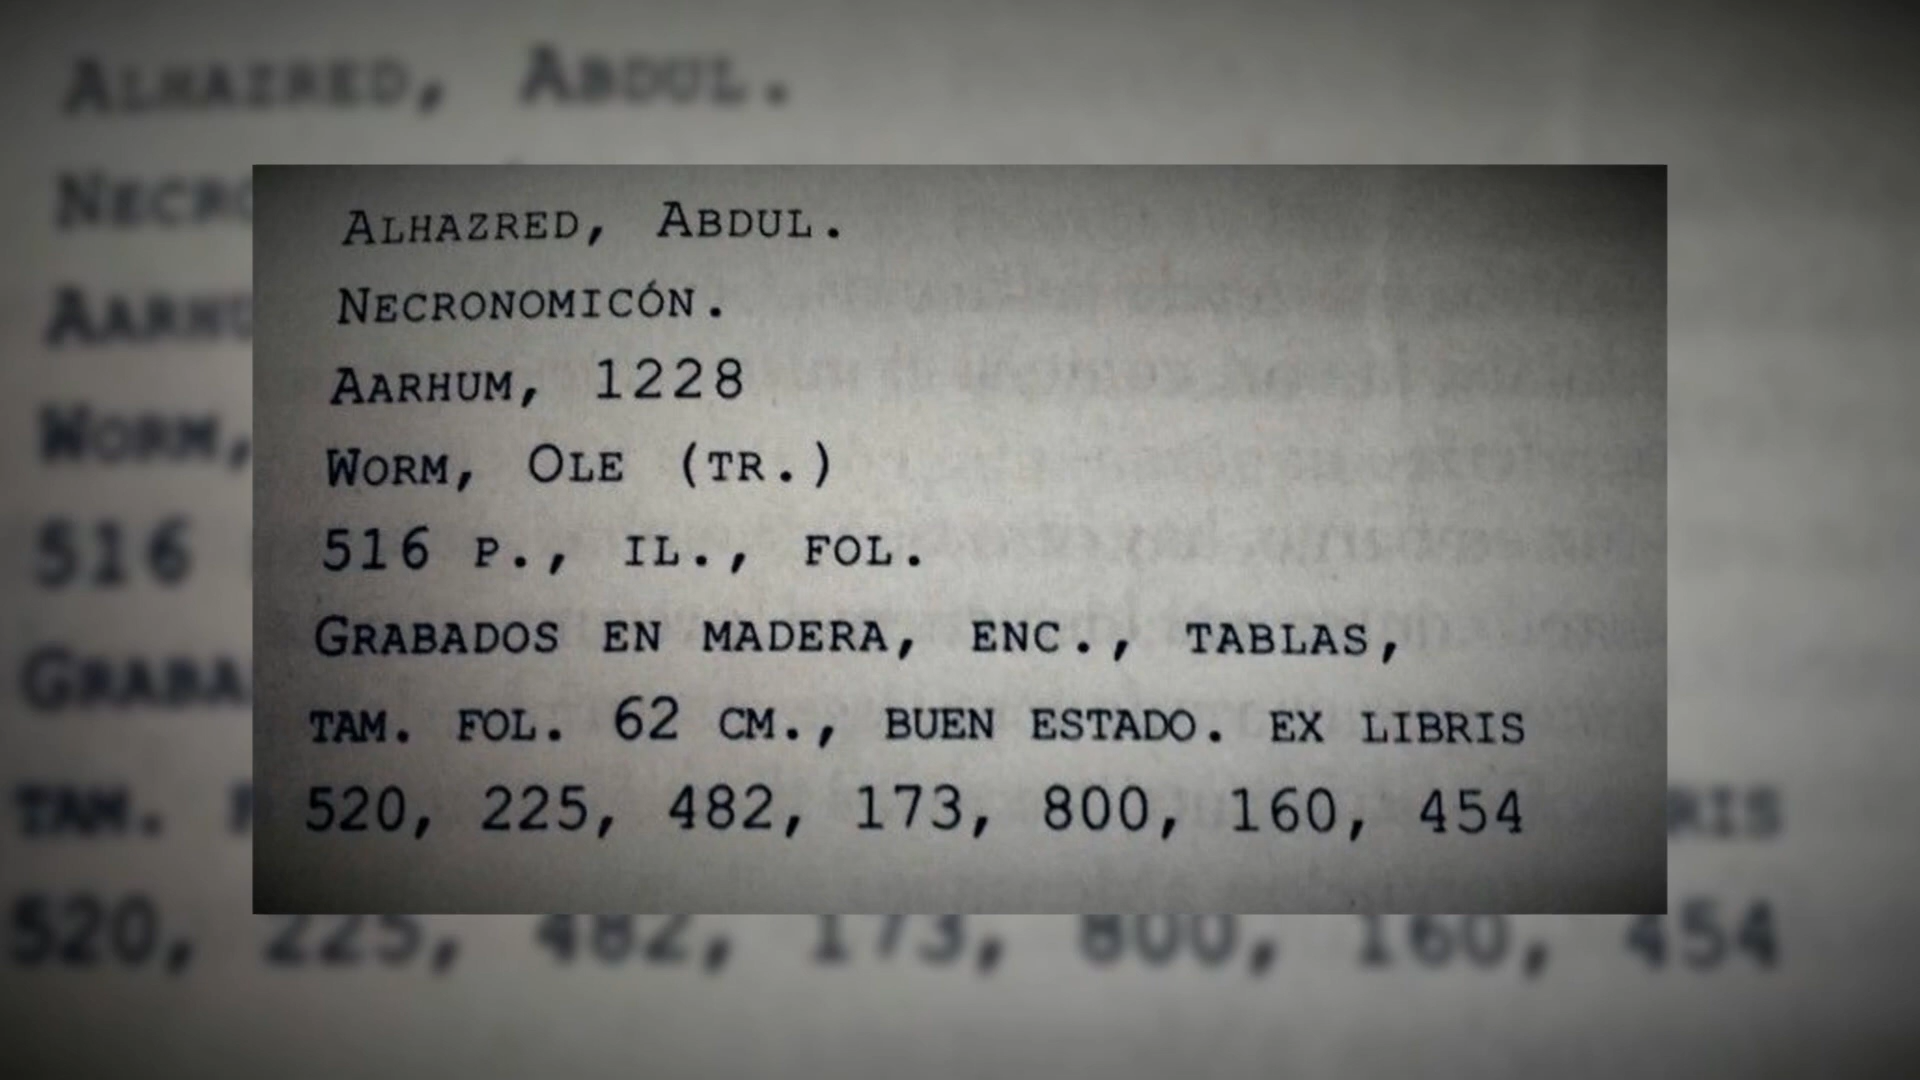 Alhazred, Abdul.
Necronomicón.
Aarhum, 1228
Worm, Ole (tr.)
516 p., il., fol.
Grabados en madera, enc., tablas,
tam. fol. 62 cm., buen estado. ex libris
520, 225, 482, 173, 800, 160, 454